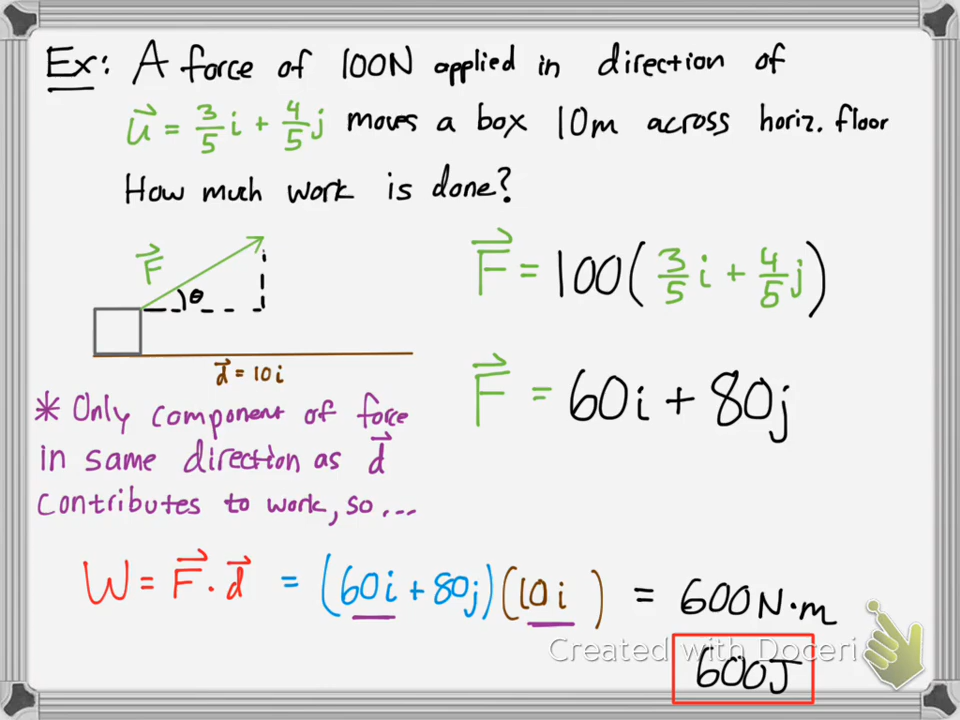 Ex: A force of 100N applied in direction of
u⃗ = 3/5 i + 4/5 j moves a box 10m across horiz. floor
How much work is done?
F⃗
θ
d⃗ = 10i
F⃗ = 100(3/5 i + 4/5 j)
F⃗ = 60i + 80j
* Only component of force
in same direction as d⃗
contributes to work, so ...
W = F⃗ · d⃗ = (60i + 80j)(10i) = 600N·m
Created with Doceri
600J